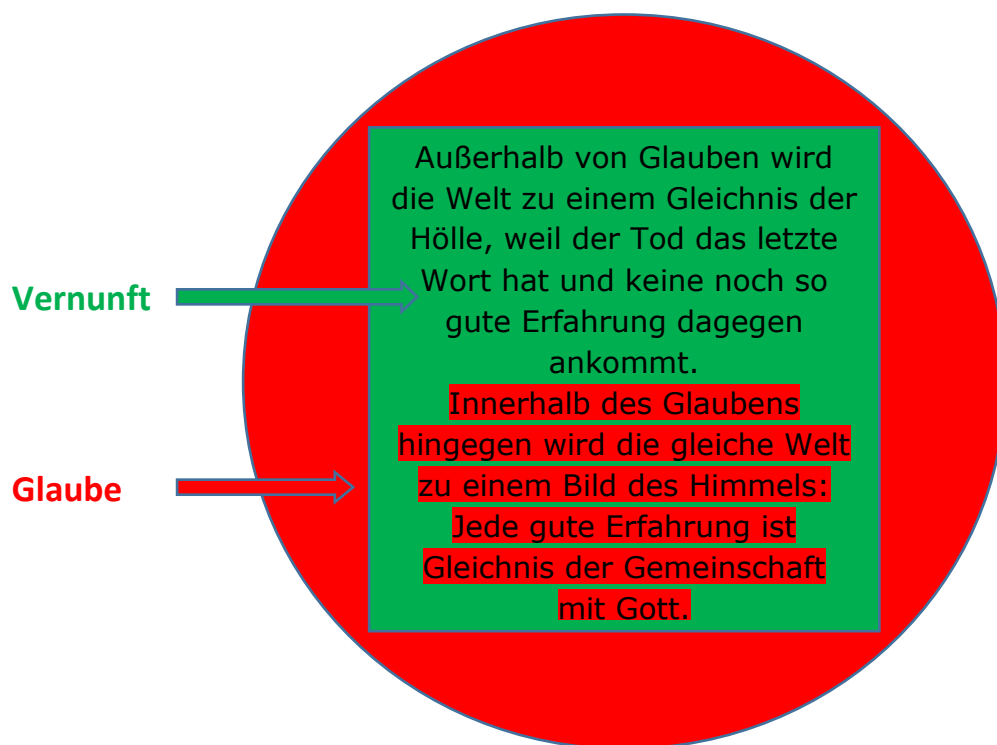 Außerhalb von Glauben wird
die Welt zu einem Gleichnis der
Hölle, weil der Tod das letzte
Wort hat und keine noch so
gute Erfahrung dagegen
ankommt.
Innerhalb des Glaubens
hingegen wird die gleiche Welt
zu einem Bild des Himmels:
Jede gute Erfahrung ist
Gleichnis der Gemeinschaft
mit Gott.
Vernunft
Glaube